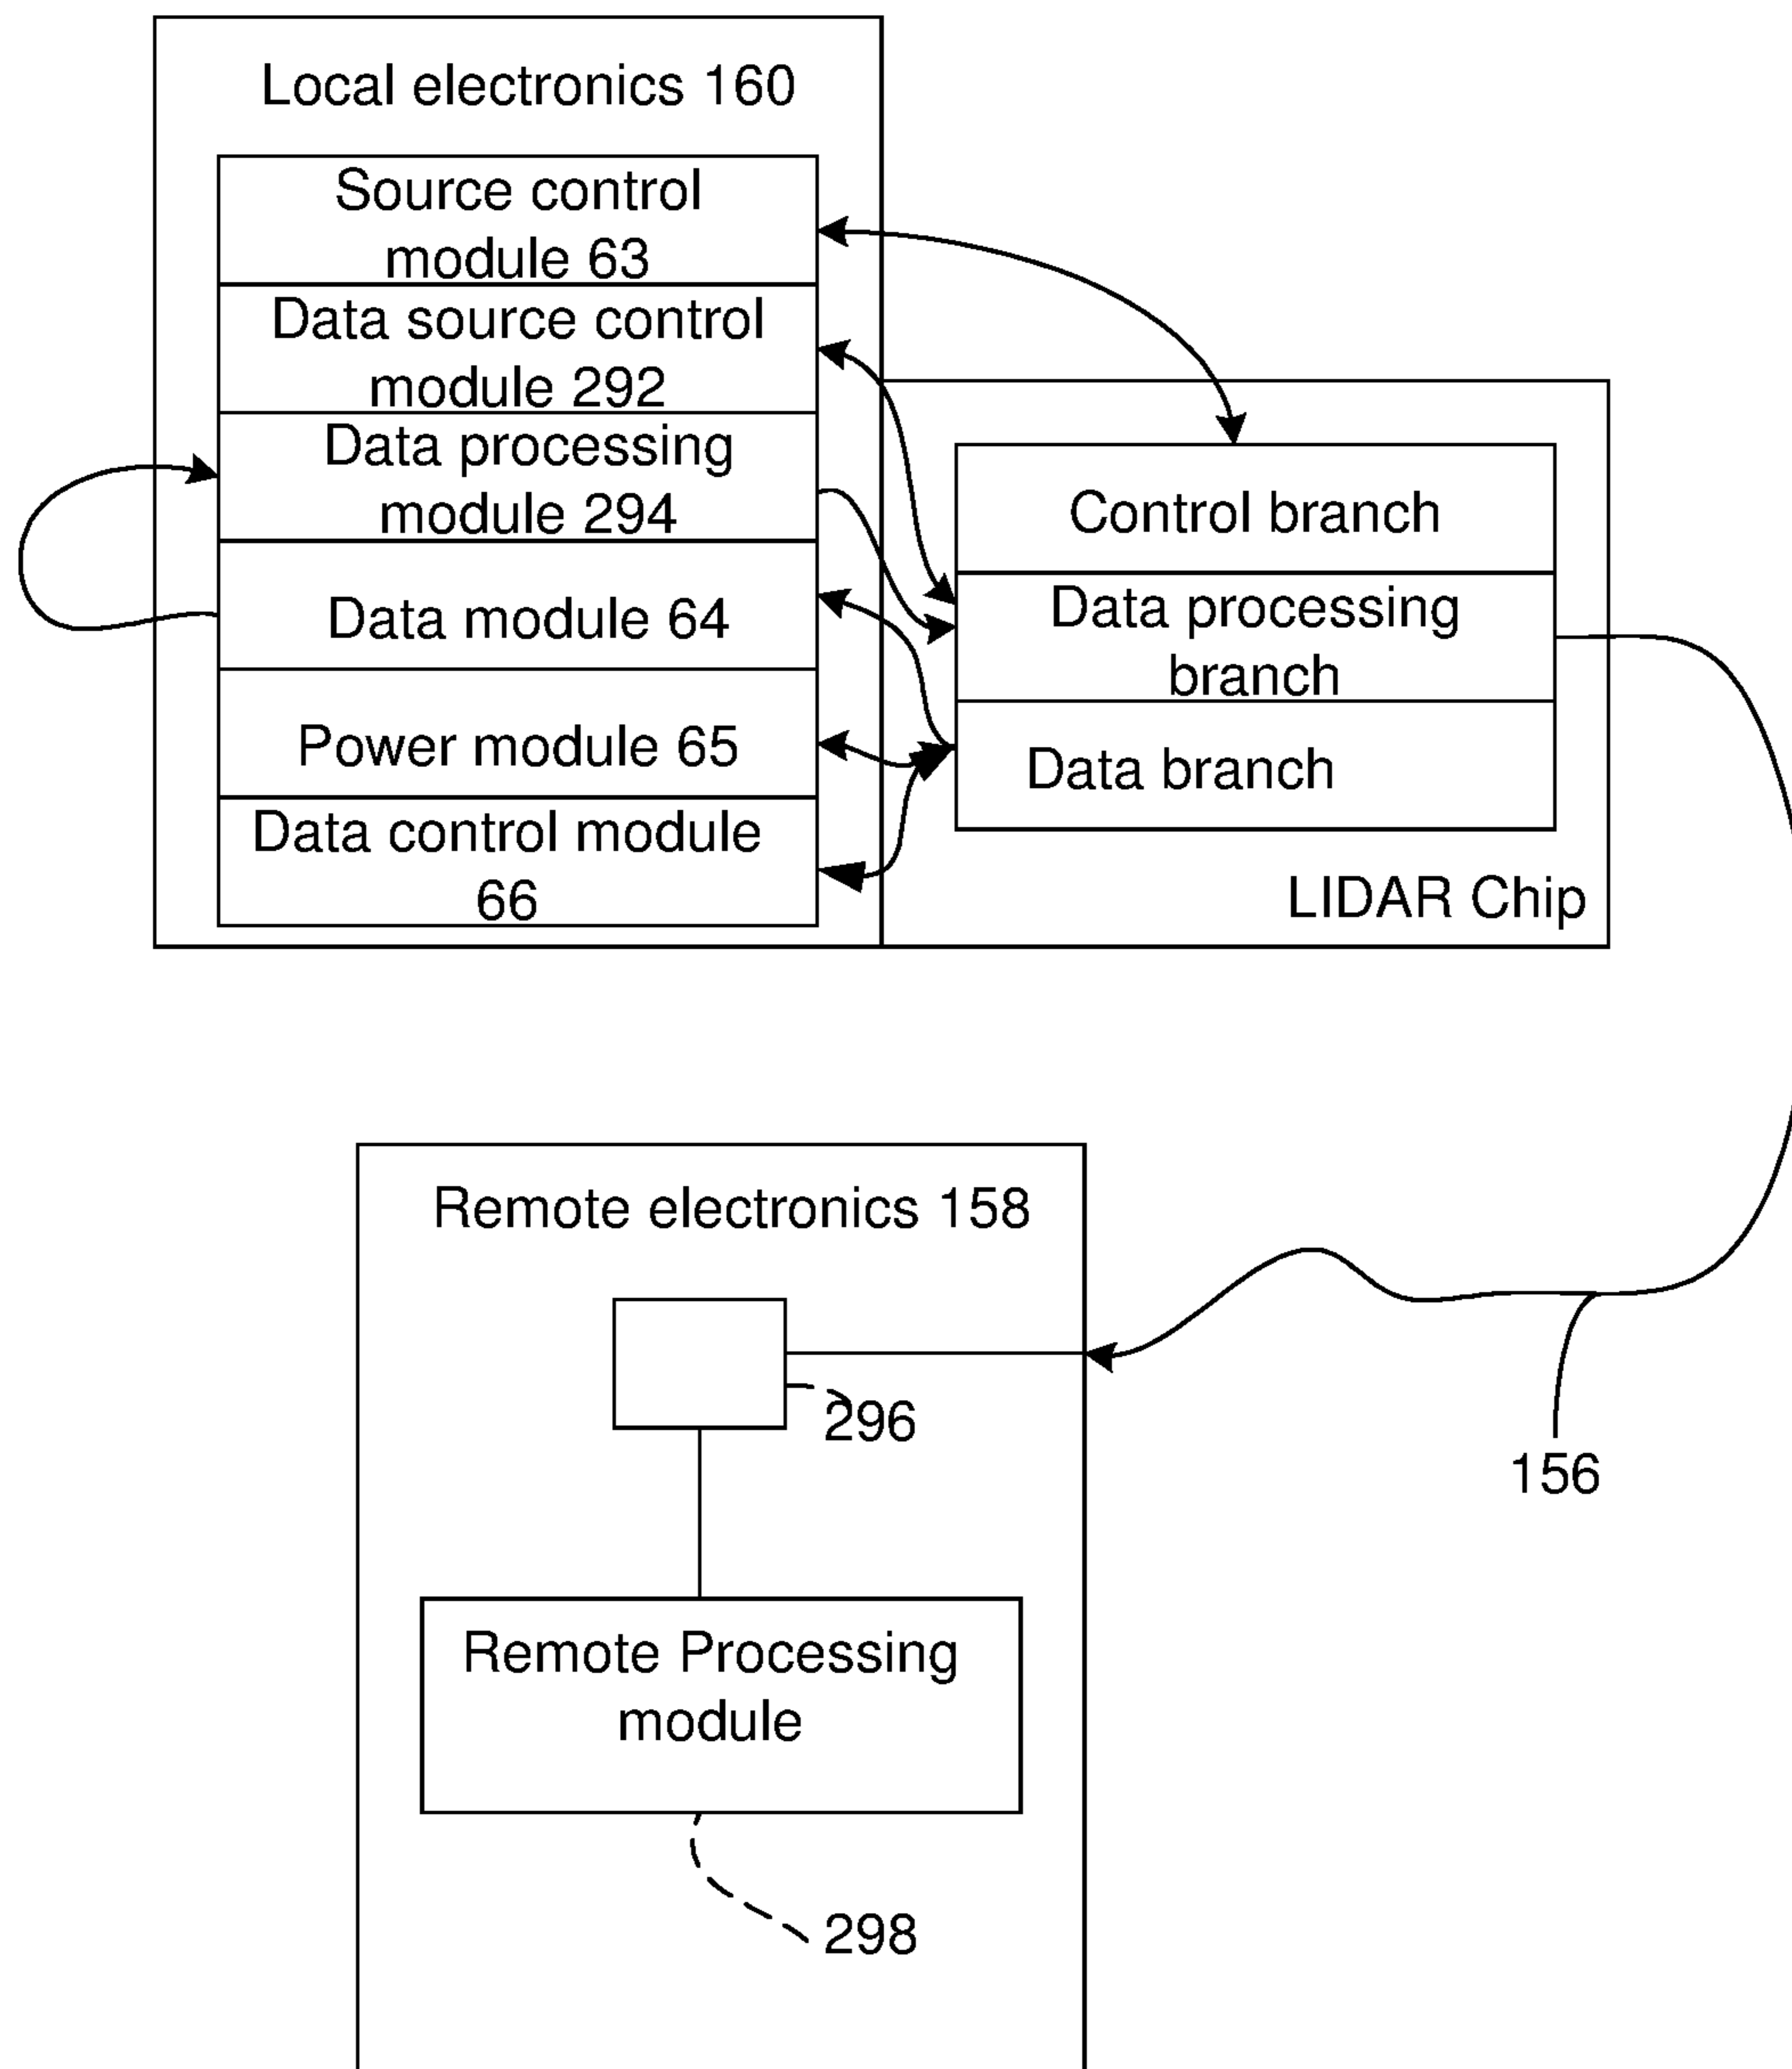 Local electronics 160
Source control
module 63
Data source control
module 292
Data processing
module 294
Data module 64
Power module 65
Data control module
66
Control branch
Data processing
branch
Data branch
LIDAR Chip
Remote electronics 158
296
156
Remote Processing
module
298